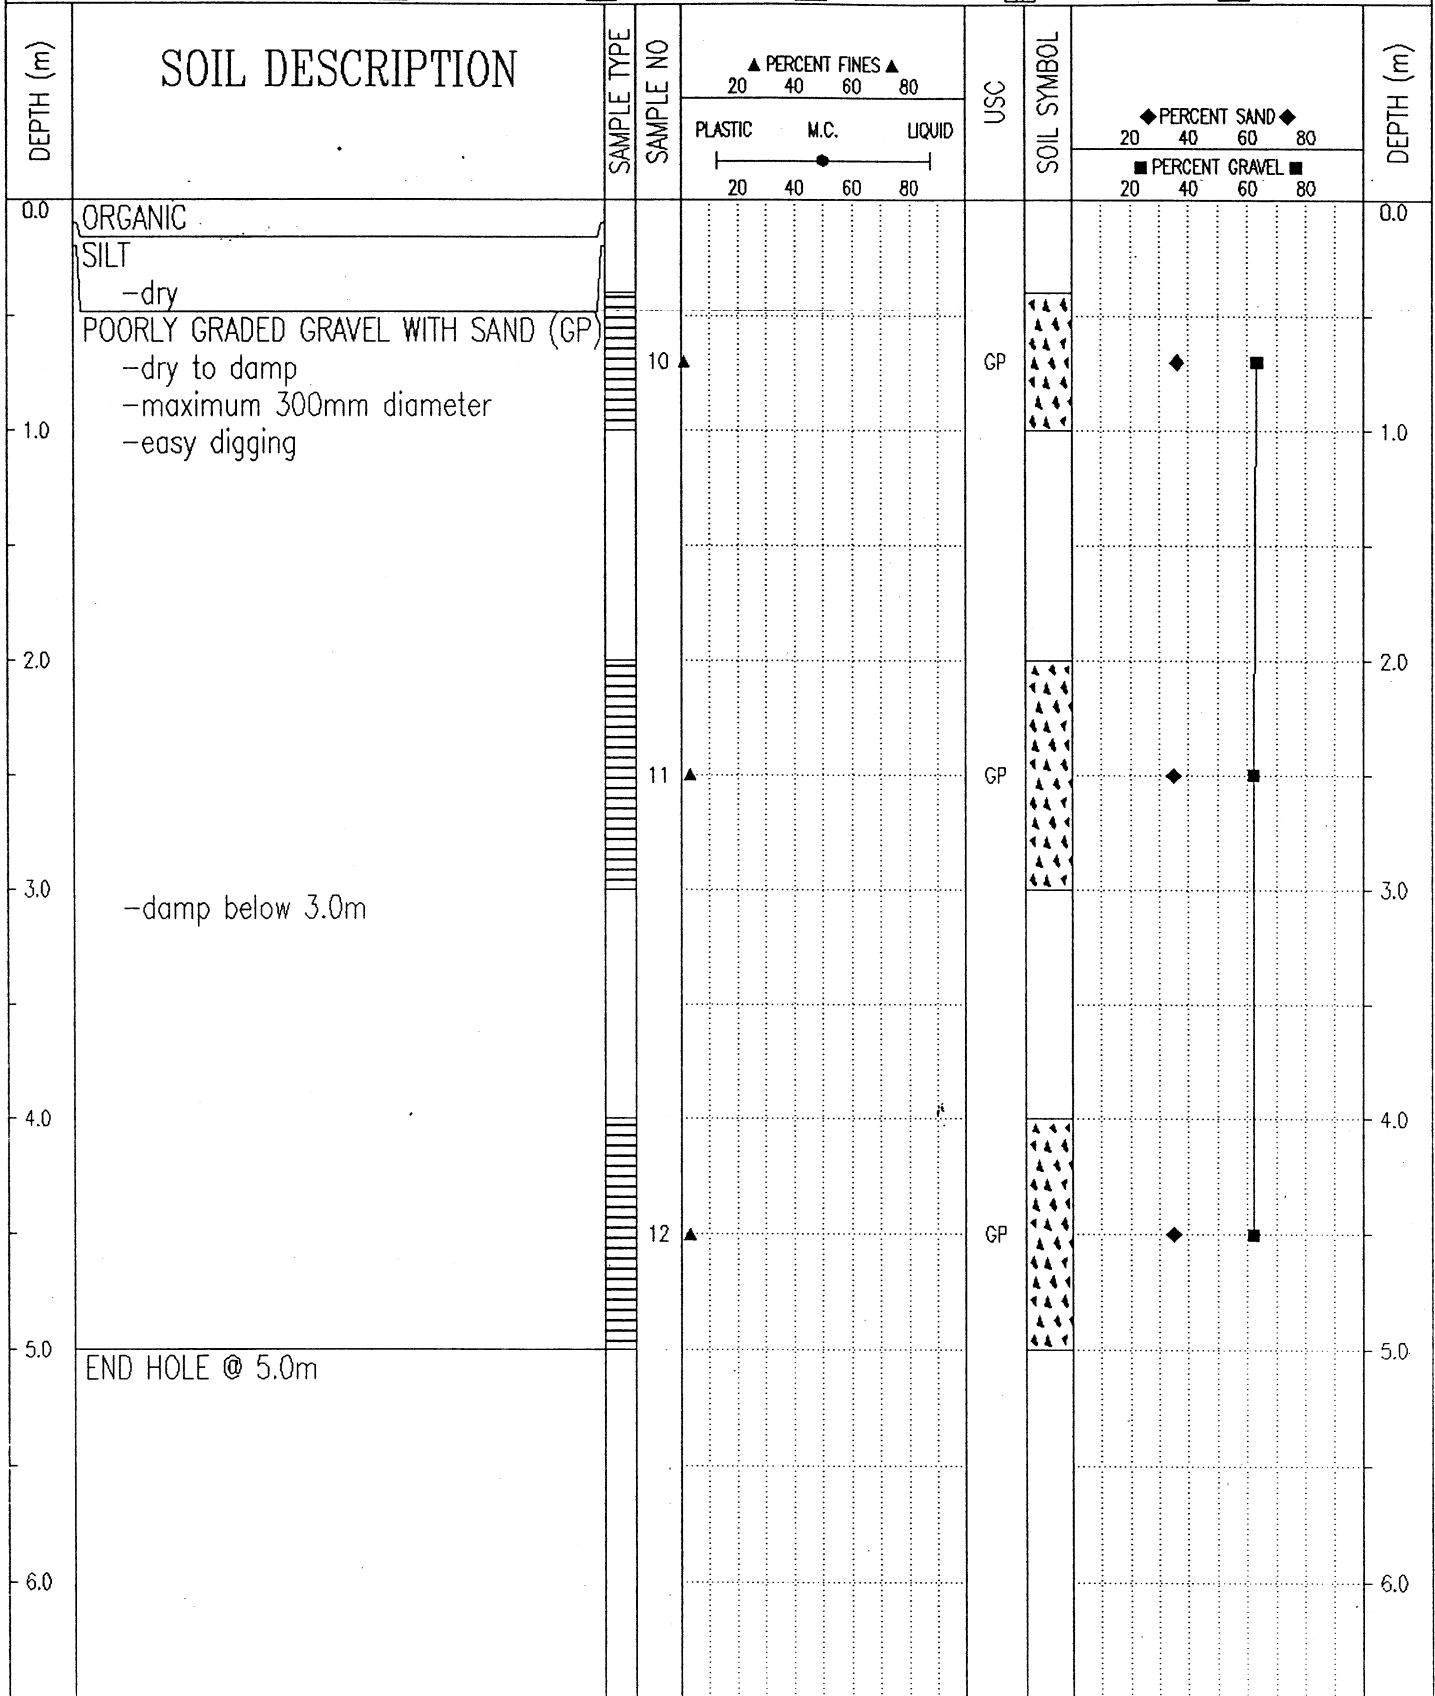 DEPTH (m)
SOIL DESCRIPTION
SAMPLE TYPE
SAMPLE NO
▲ PERCENT FINES ▲
20 40 60 80
PLASTIC M.C. LIQUID
20 40 60 80
USC
SOIL SYMBOL
◆ PERCENT SAND ◆
20 40 60 80
■ PERCENT GRAVEL ■
20 40 60 80
DEPTH (m)
0.0 ORGANIC 0.0
SILT
-dry
POORLY GRADED GRAVEL WITH SAND (GP)
-dry to damp 10 GP
-maximum 300mm diameter
1.0 -easy digging 1.0
2.0 2.0
11 GP
3.0 -damp below 3.0m 3.0
4.0 4.0
12 GP
5.0 5.0
END HOLE @ 5.0m
6.0 6.0